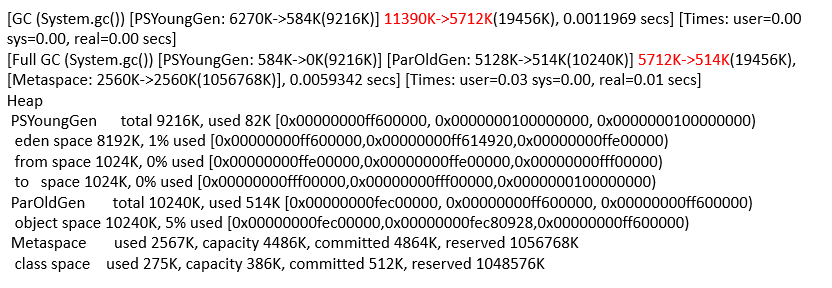 [GC (System.gc()) [PSYoungGen: 6270K->584K(9216K)] 11390K->5712K(19456K), 0.0011969 secs] [Times: user=0.00
sys=0.00, real=0.00 secs]
[Full GC (System.gc()) [PSYoungGen: 584K->0K(9216K)] [ParOldGen: 5128K->514K(10240K)] 5712K->514K(19456K),
[Metaspace: 2560K->2560K(1056768K)], 0.0059342 secs] [Times: user=0.03 sys=0.00, real=0.01 secs]
Heap
PSYoungGen total 9216K, used 82K [0x00000000ff600000, 0x0000000100000000, 0x0000000100000000)
eden space 8192K, 1% used [0x00000000ff600000,0x00000000ff614920,0x00000000ffe00000)
from space 1024K, 0% used [0x00000000ffe00000,0x00000000ffe00000,0x00000000fff00000)
to space 1024K, 0% used [0x00000000fff00000,0x00000000fff00000,0x0000000100000000)
ParOldGen total 10240K, used 514K [0x00000000fec00000, 0x00000000ff600000, 0x00000000ff600000)
object space 10240K, 5% used [0x00000000fec00000,0x00000000fec80928,0x00000000ff600000)
Metaspace used 2567K, capacity 4486K, committed 4864K, reserved 1056768K
class space used 275K, capacity 386K, committed 512K, reserved 1048576K